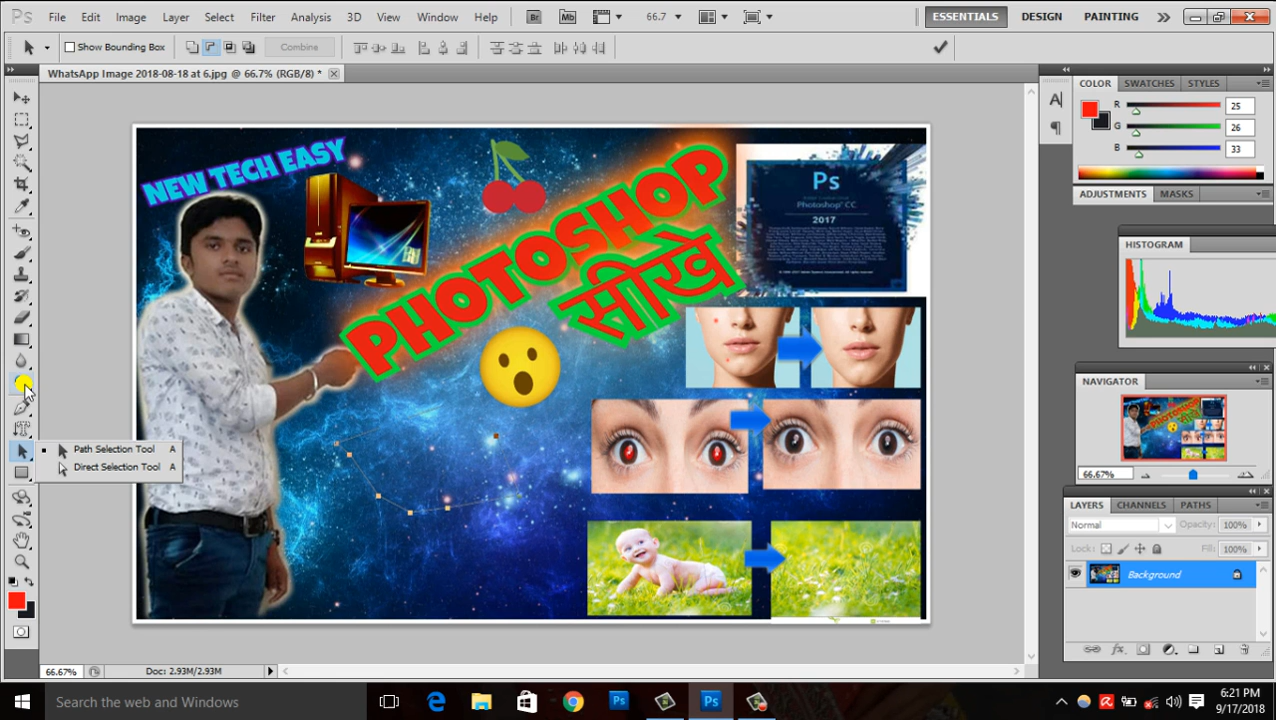 Ps
File
Edit
Image
Layer
Select
Filter
Analysis
3D
View
Window
Help
Br
Mb
66.7
ESSENTIALS
DESIGN
PAINTING
Show Bounding Box
Combine
WhatsApp Image 2018-08-18 at 6.jpg @ 66.7% (RGB/8) *
NEW TECH EASY
PHOTOSHOP
सीखे
Ps
Photoshop CC
2017
Path Selection Tool A
Direct Selection Tool A
COLOR
SWATCHES
STYLES
R 25
G 26
B 33
ADJUSTMENTS
MASKS
HISTOGRAM
NAVIGATOR
66.67%
LAYERS
CHANNELS
PATHS
Normal
Opacity: 100%
Lock:
Fill: 100%
Background
66.67%
Doc: 2.93M/2.93M
Search the web and Windows
Ps
Ps
6:21 PM
9/17/2018